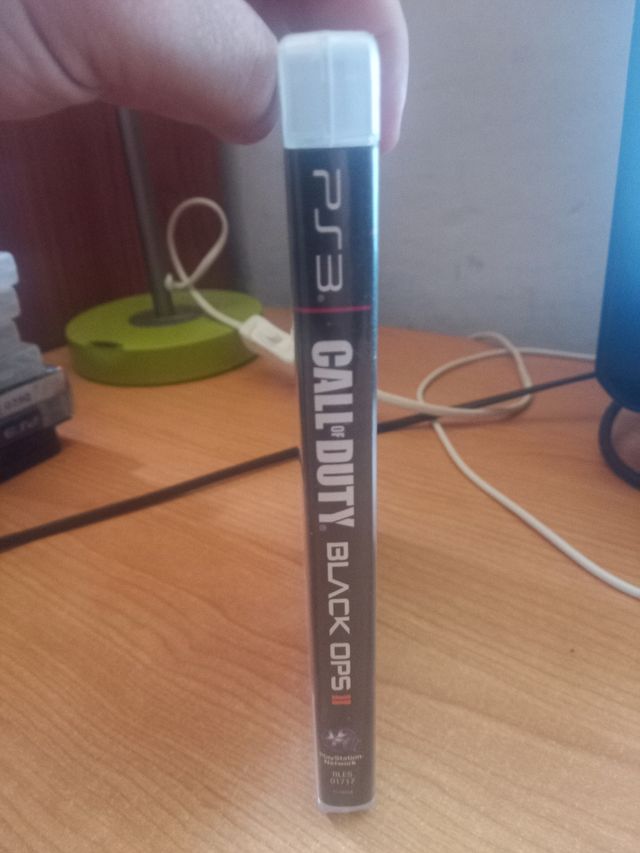 PS3
CALL OF DUTY®
BLACK OPS II
PlayStation
Network
BLES
01717